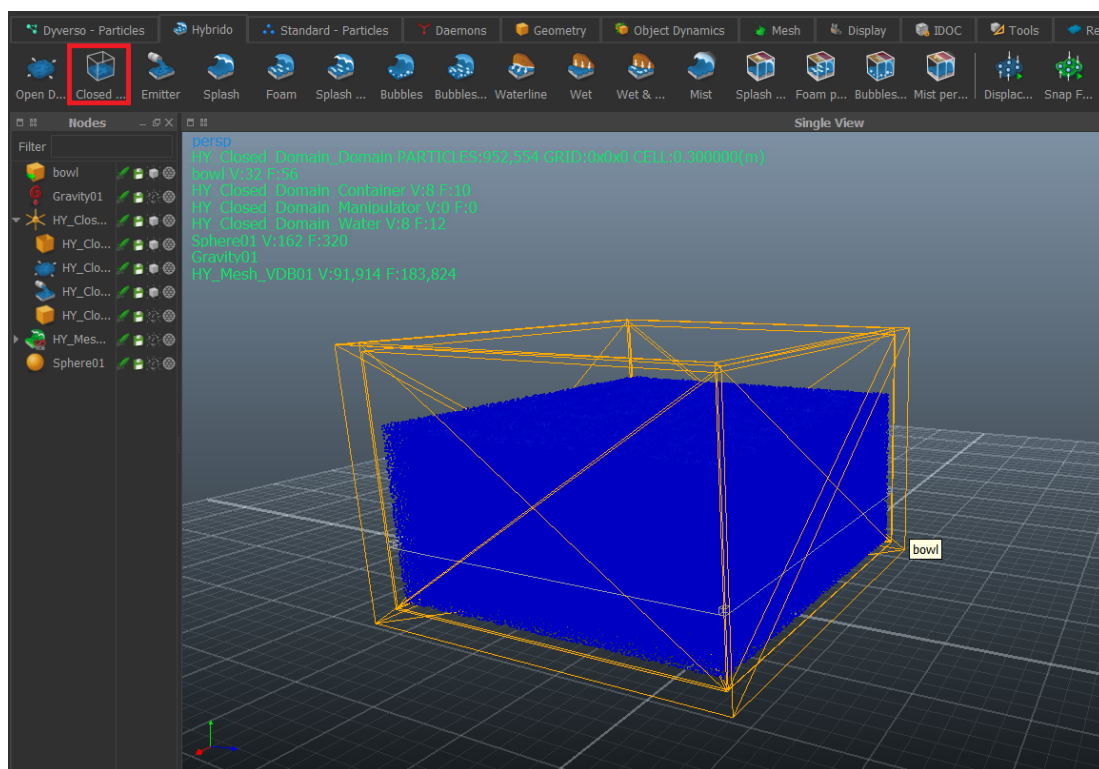 Dyverso - Particles Hybrido Standard - Particles Daemons Geometry Object Dynamics Mesh Display IDOC Tools Re
Open D... Closed ... Emitter Splash Foam Splash ... Bubbles Bubbles... Waterline Wet Wet & ... Mist Splash ... Foam p... Bubbles... Mist per... Displac... Snap F...
Nodes
Single View
Filter
bowl
Gravity01
HY_Clos...
HY_Clo...
HY_Clo...
HY_Clo...
HY_Clo...
HY_Mes...
Sphere01
persp
HY_Closed_Domain_Domain PARTICLES:952,554 GRID:0x0x0 CELL:0.300000(m)
bowl V:32 F:56
HY_Closed_Domain_Container V:8 F:10
HY_Closed_Domain_Manipulator V:0 F:0
HY_Closed_Domain_Water V:8 F:12
Sphere01 V:162 F:320
Gravity01
HY_Mesh_VDB01 V:91,914 F:183,824
bowl